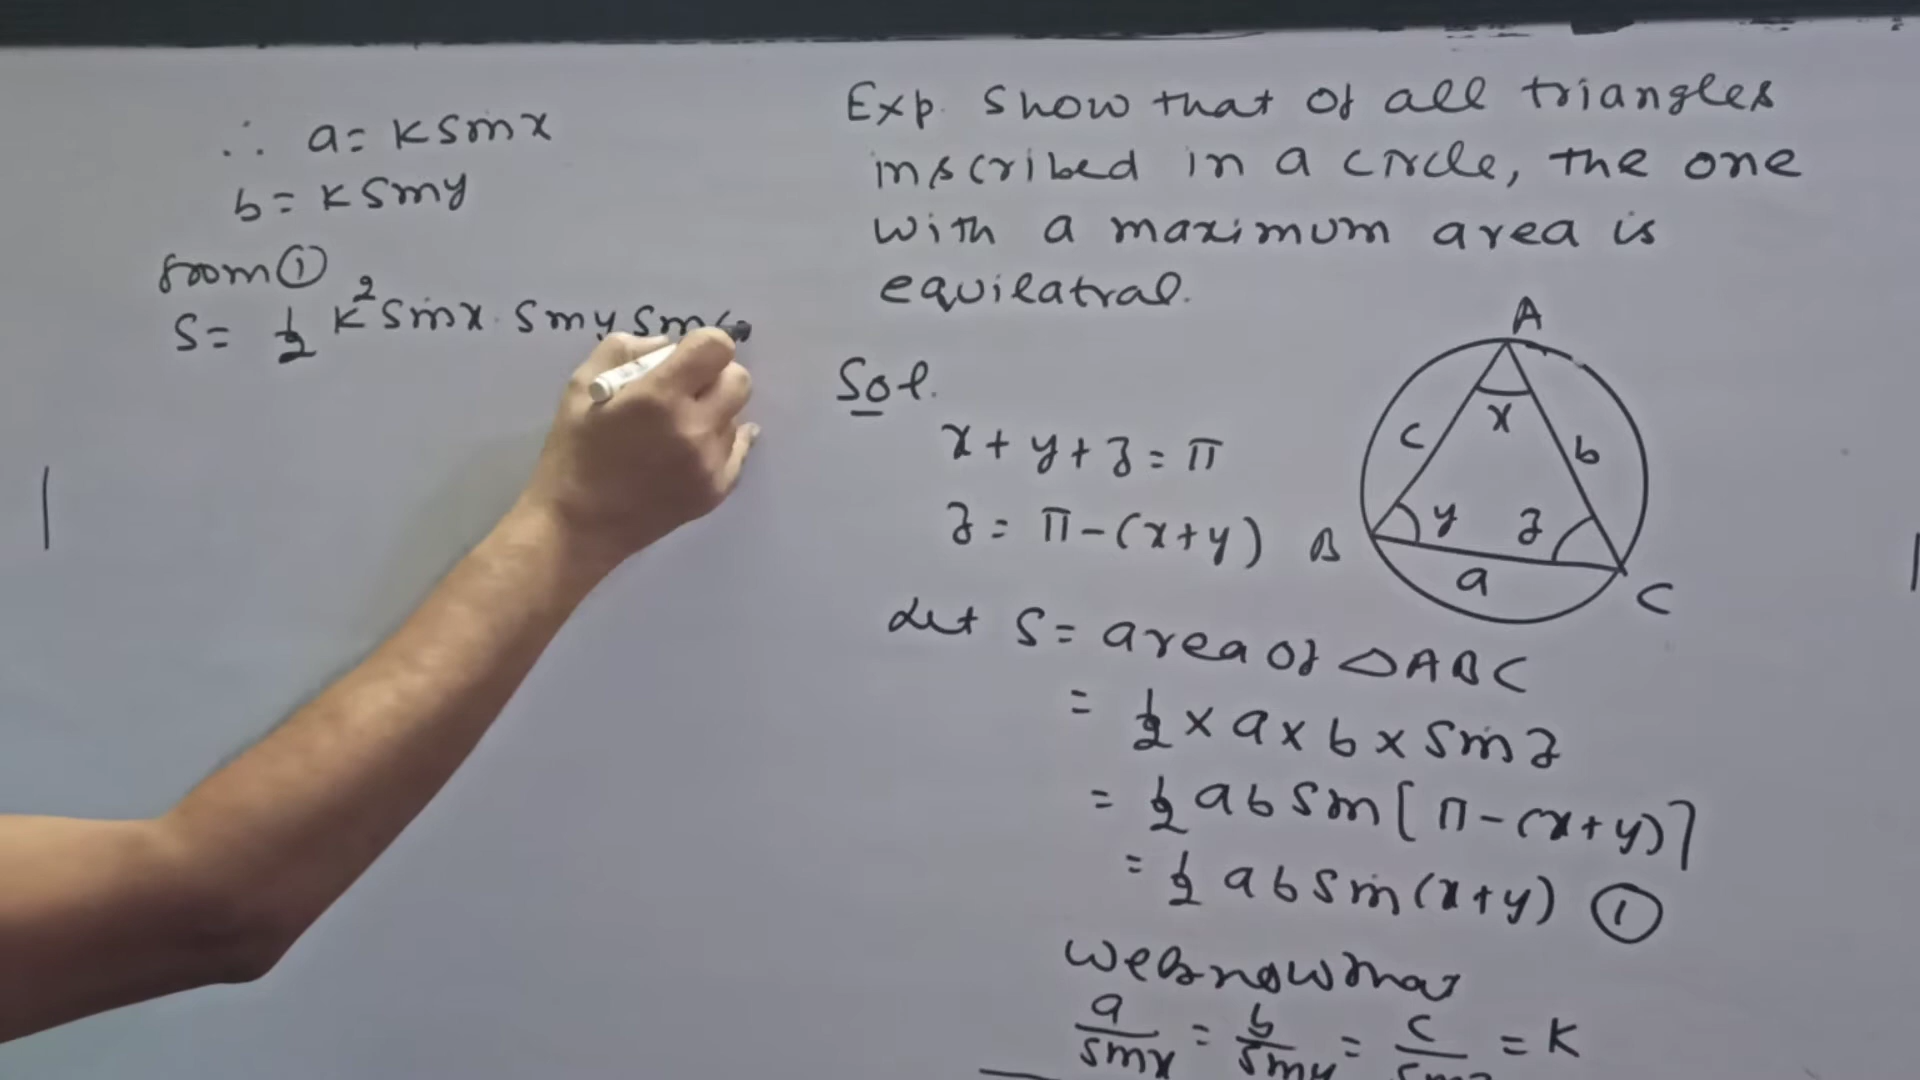 ∴ a = k sin x
b = k sin y
from ①
S = 1/2 k² sin x . sin y sin(
Exp. Show that of all triangles
inscribed in a circle, the one
with a maximum area is
equilatral.
Sol.
x + y + z = π
z = π - (x + y)
A
x
c
b
y
z
B
a
C
Let S = area of △ABC
= 1/2 × a × b × sin z
= 1/2 a b sin [π - (x + y)]
= 1/2 a b sin (x + y) ①
We know that
a/sin x = b/sin y = c/sin z = K